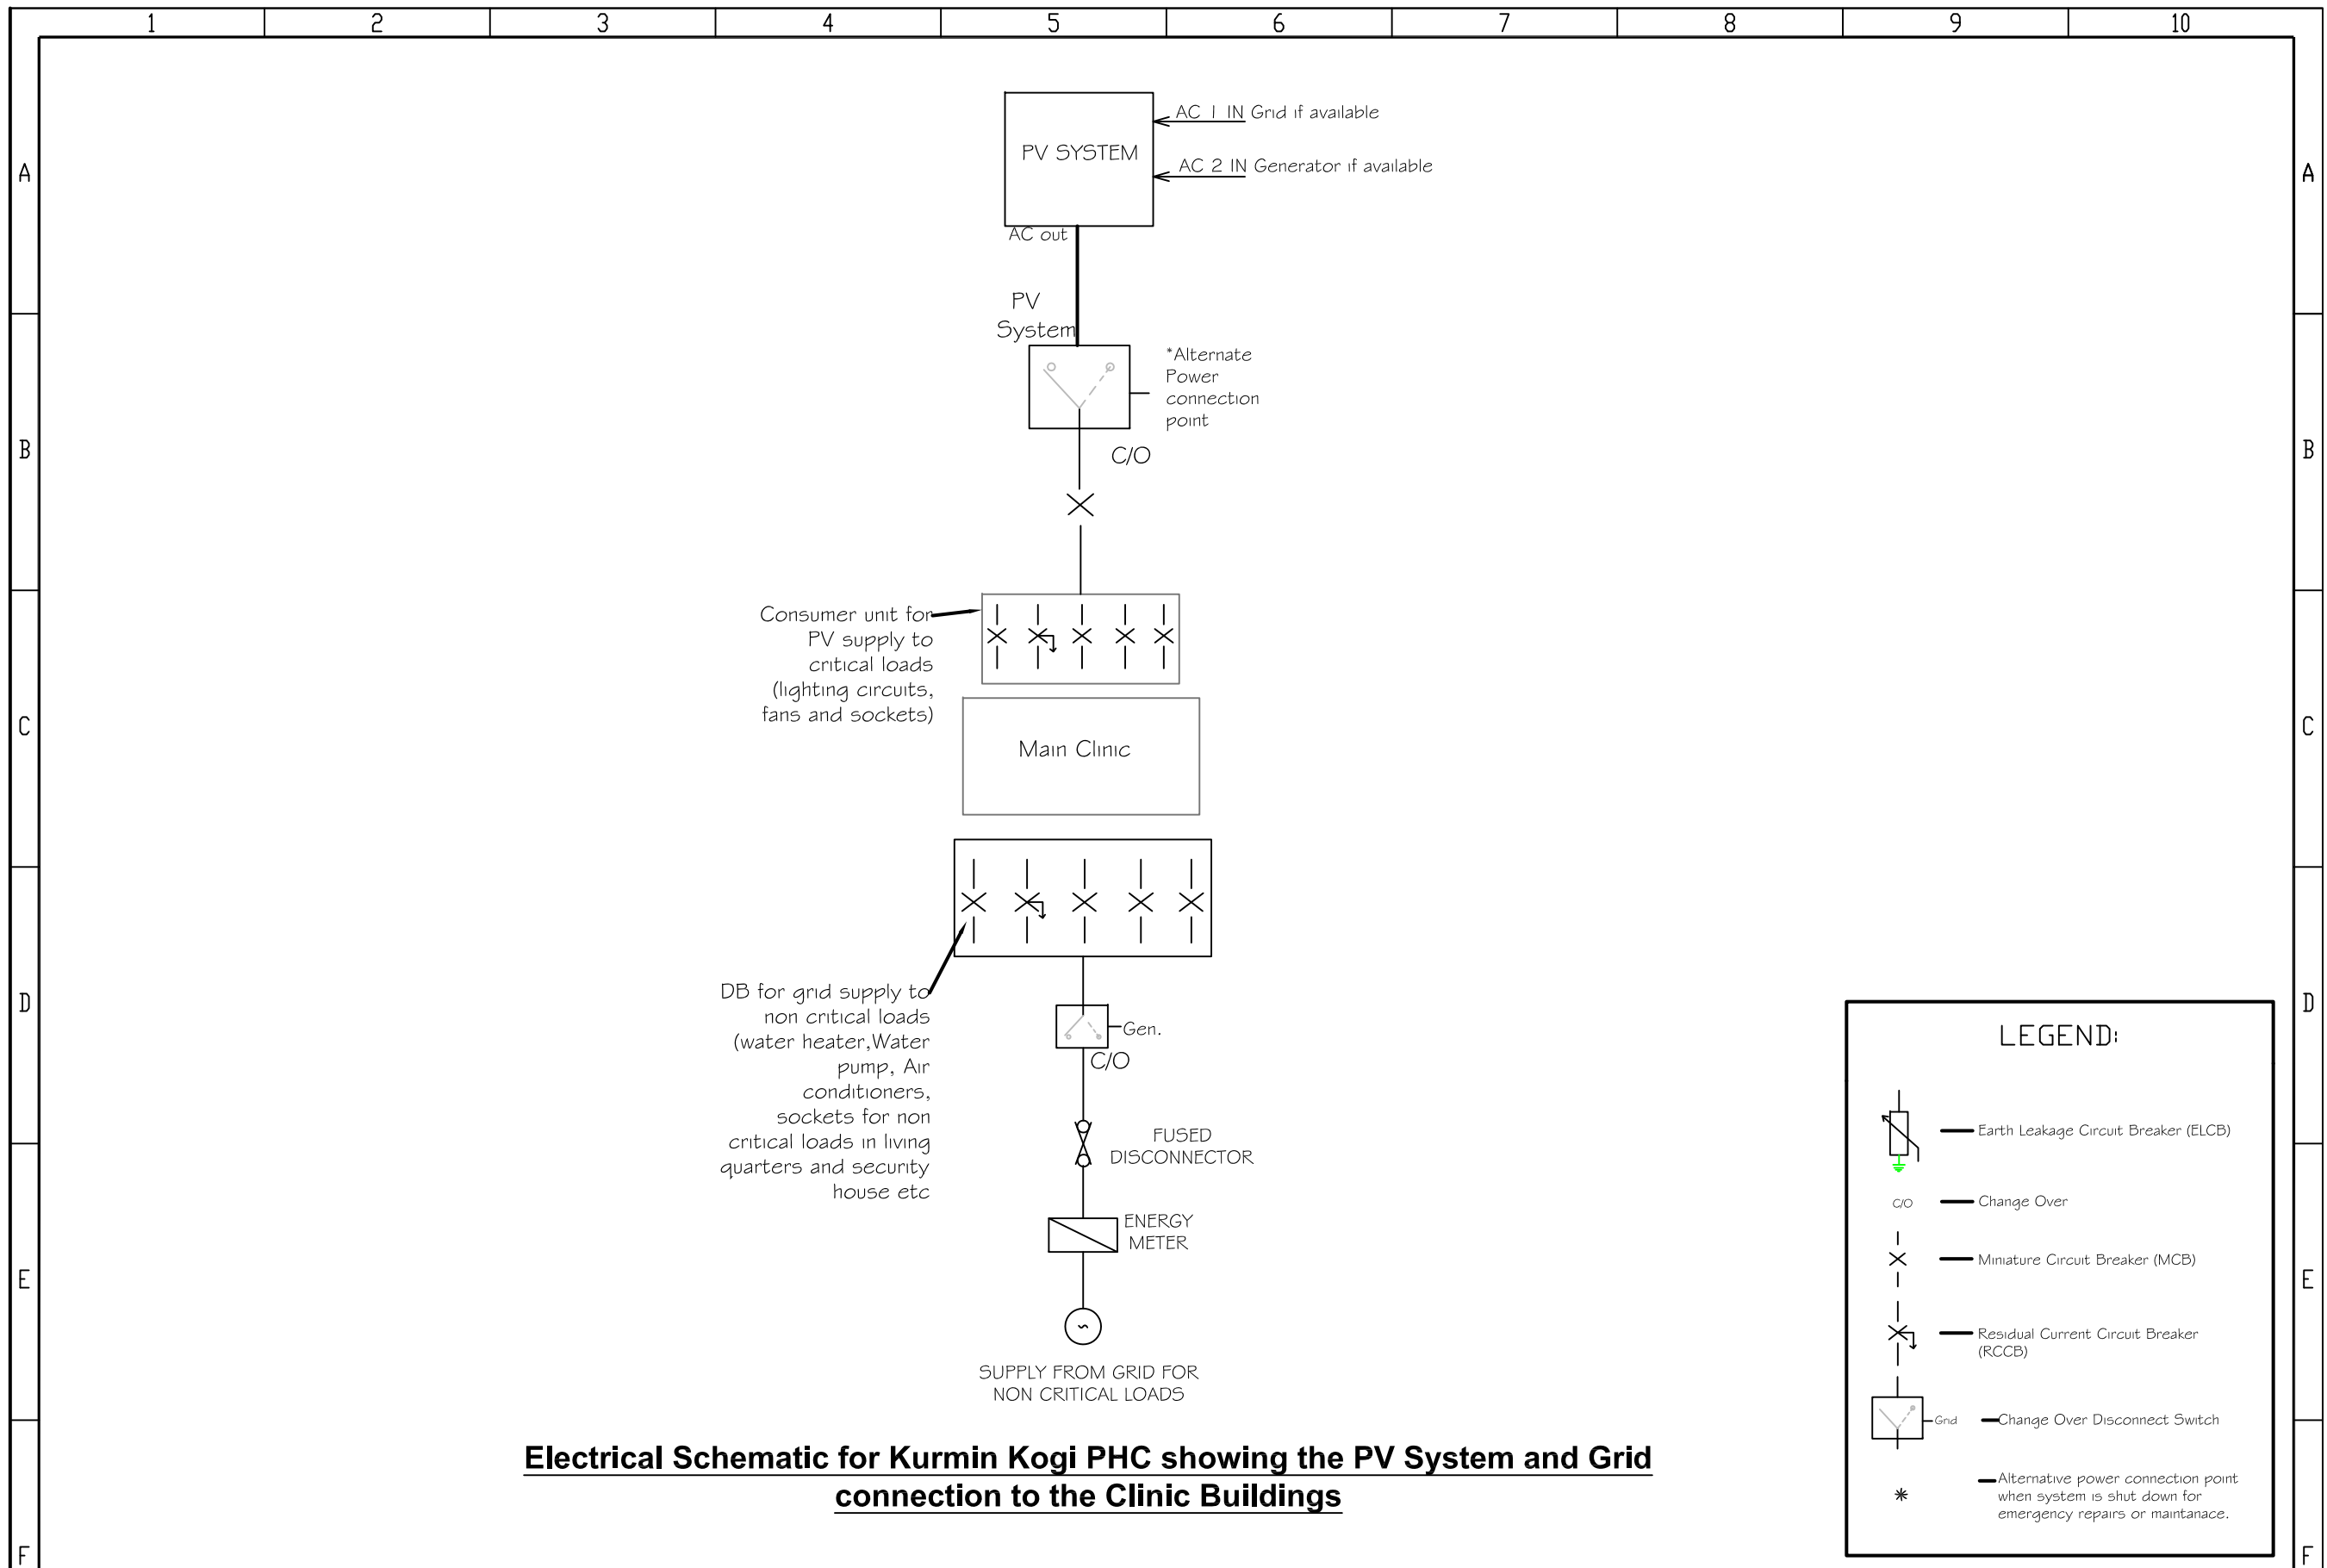 1 2 3 4 5 6 7 8 9 10
A
A
B
B
C
C
D
D
E
E
F
F
PV SYSTEM
AC 1 IN Grid if available
AC 2 IN Generator if available
AC out
PV
System
*Alternate
Power
connection
point
C/O
Consumer unit for
PV supply to
critical loads
(lighting circuits,
fans and sockets)
Main Clinic
DB for grid supply to
non critical loads
(water heater,Water
pump, Air
conditioners,
sockets for non
critical loads in living
quarters and security
house etc
Gen.
C/O
FUSED
DISCONNECTOR
ENERGY
METER
~
SUPPLY FROM GRID FOR
NON CRITICAL LOADS
Electrical Schematic for Kurmin Kogi PHC showing the PV System and Grid
connection to the Clinic Buildings
LEGEND:
Earth Leakage Circuit Breaker (ELCB)
C/O Change Over
Miniature Circuit Breaker (MCB)
Residual Current Circuit Breaker
(RCCB)
Grid Change Over Disconnect Switch
* Alternative power connection point
when system is shut down for
emergency repairs or maintanace.